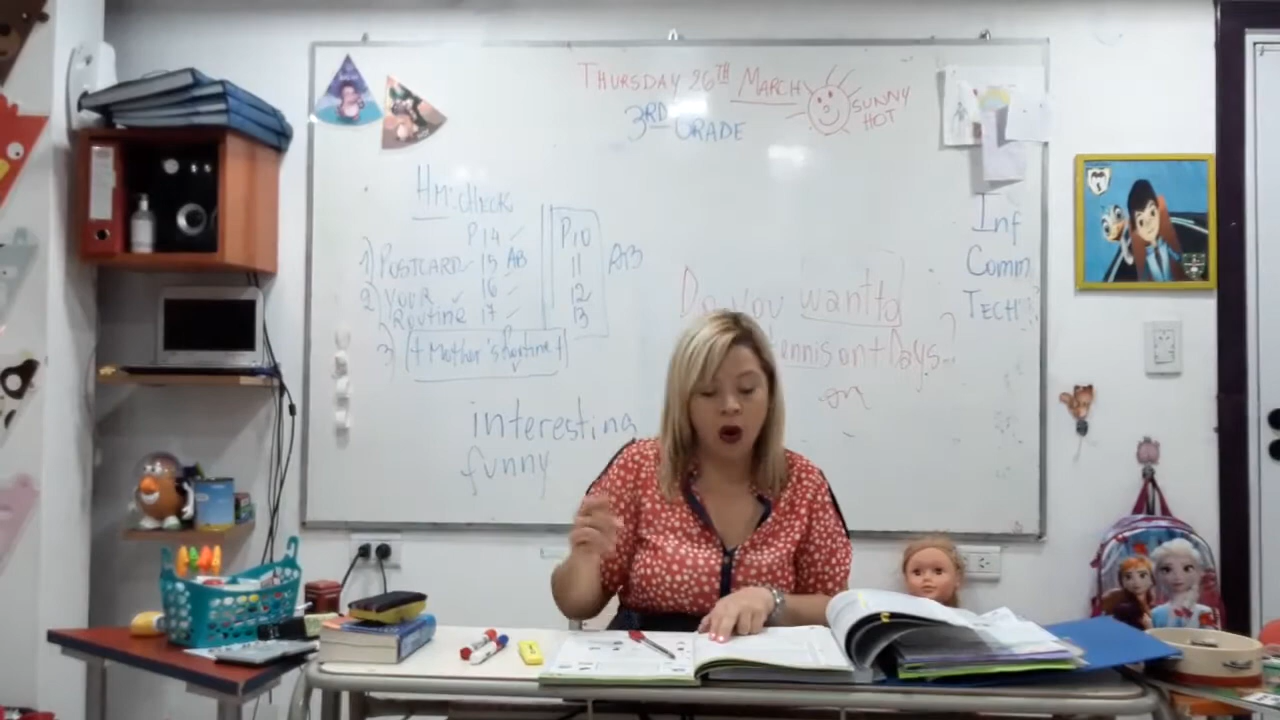 THURSDAY 26TH MARCH
SUNNY
HOT
3RD GRADE
HM: CHECK
P14 ✓
1) POSTCARD 15 AB
16 ✓
2) YOUR
ROUTINE ✓ 17 ✓
3) + Mother's Routine +
P10
11
12
13
AB
interesting
funny
Do you want to
tennis on + Days..?
on
Inf
Comm
TECH